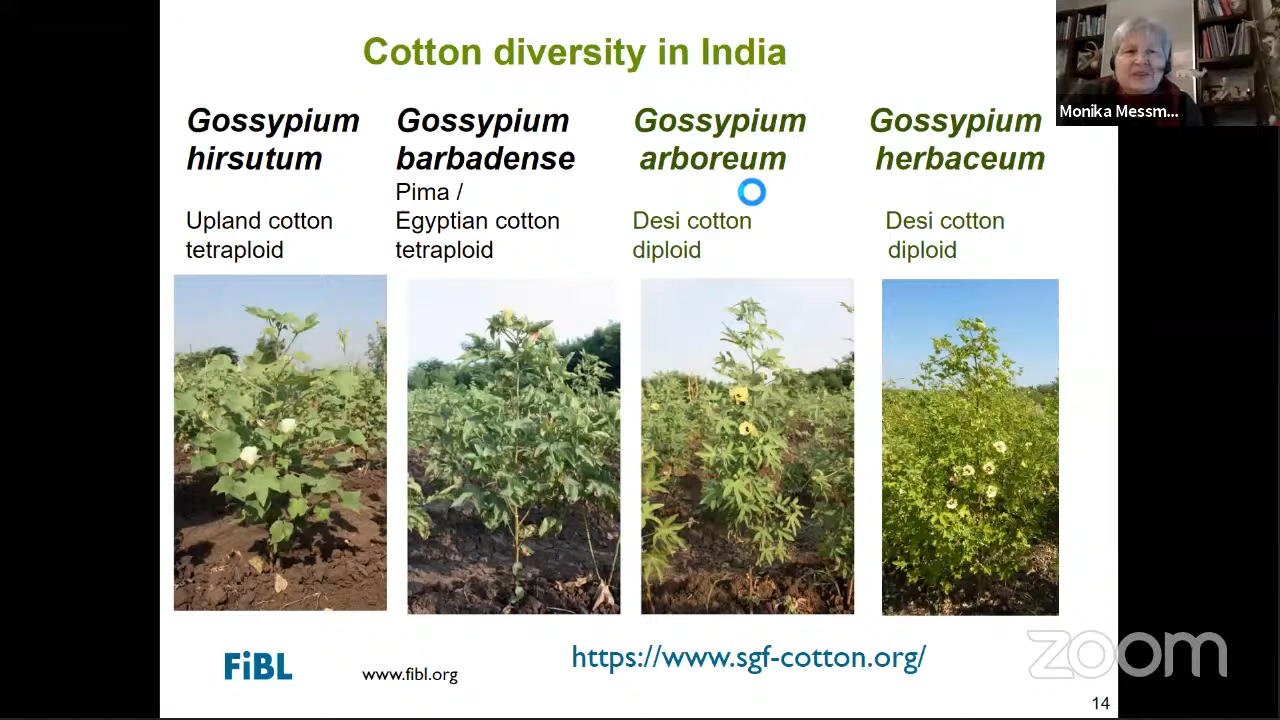 Cotton diversity in India
Monika Messm...
Gossypium
hirsutum
Upland cotton
tetraploid
Gossypium
barbadense
Pima /
Egyptian cotton
tetraploid
Gossypium
arboreum
Desi cotton
diploid
Gossypium
herbaceum
Desi cotton
diploid
FiBL
www.fibl.org
https://www.sgf-cotton.org/
zoom
14